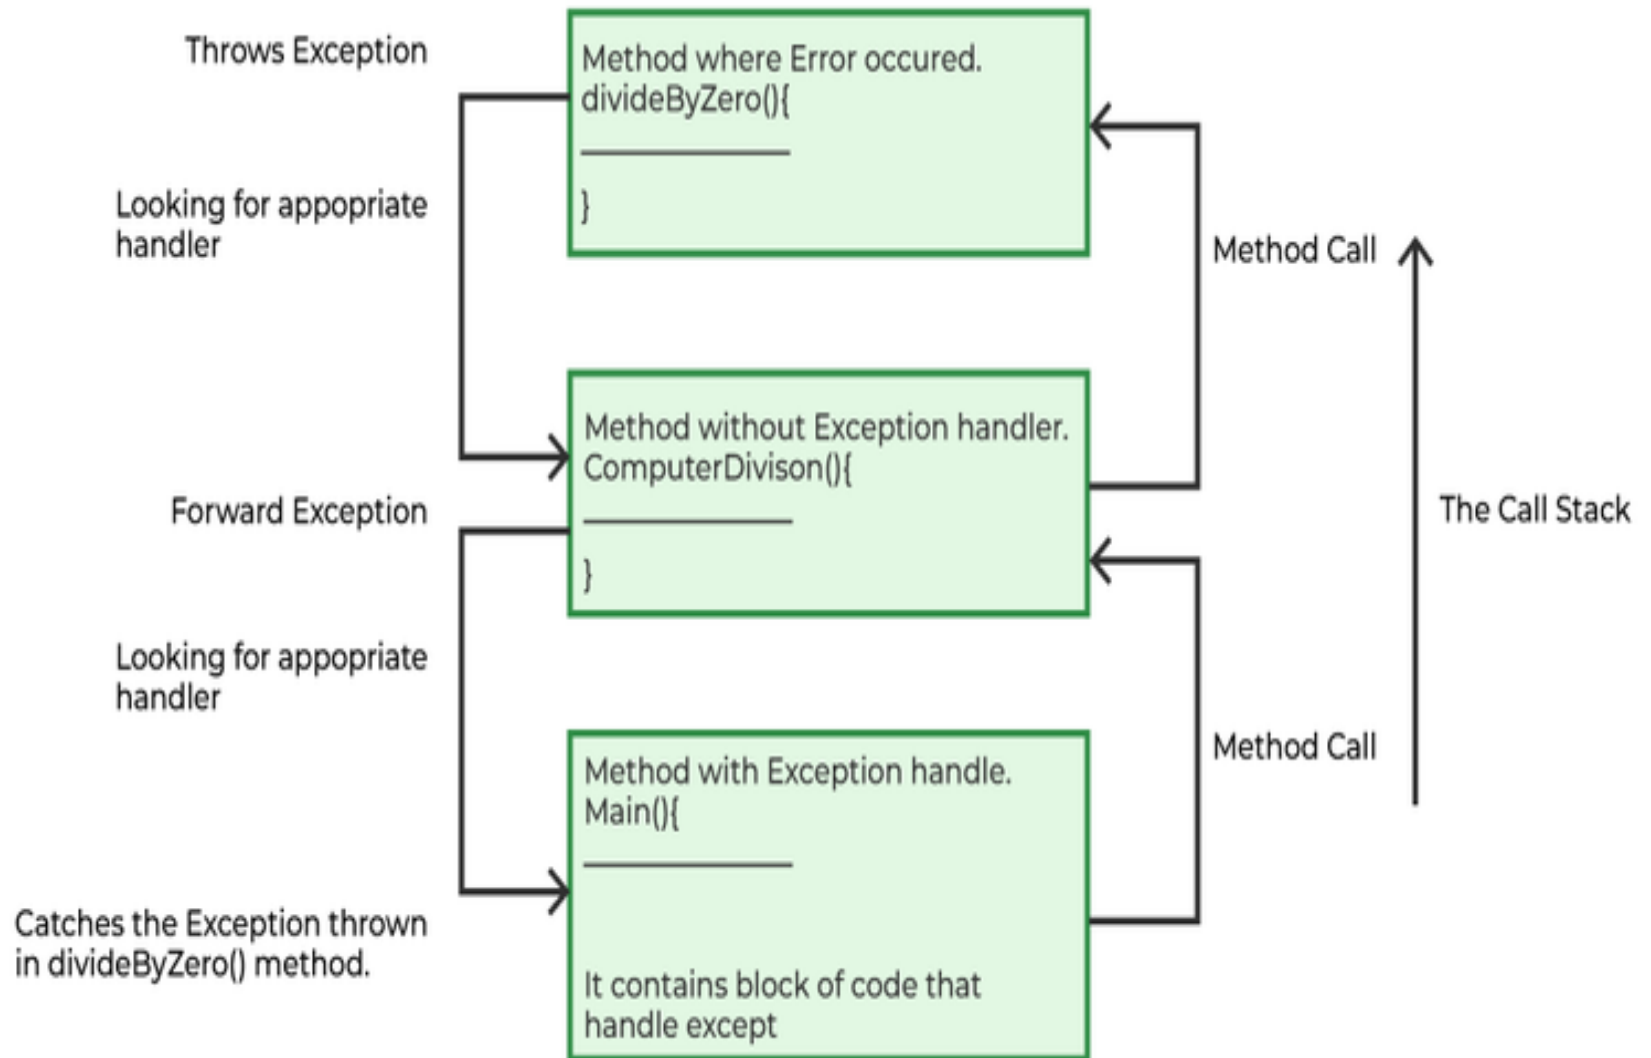 Throws Exception
Method where Error occured.
divideByZero(){
}
Looking for appopriate
handler
Method Call
Method without Exception handler.
ComputerDivison(){
}
Forward Exception
The Call Stack
Looking for appopriate
handler
Method Call
Method with Exception handle.
Main(){
Catches the Exception thrown
in divideByZero() method.
It contains block of code that
handle except